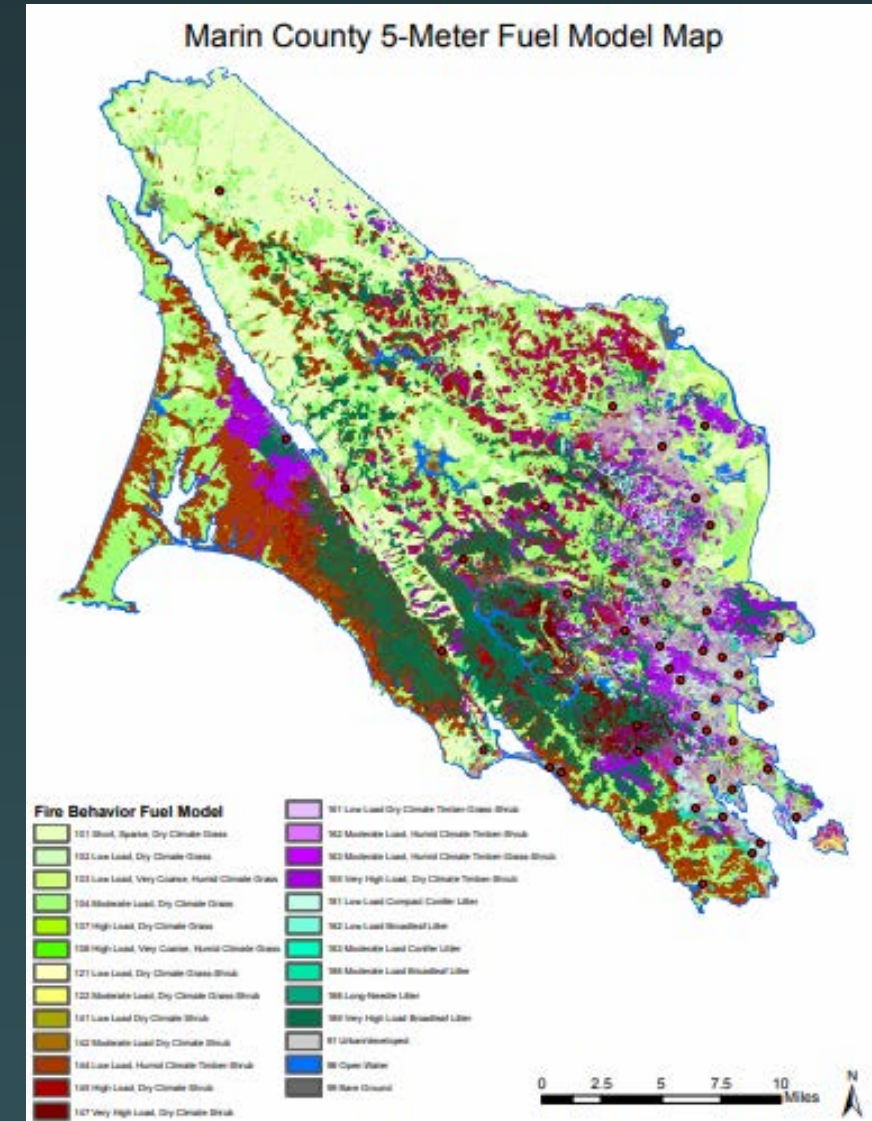 Marin County 5-Meter Fuel Model Map
Fire Behavior Fuel Model
101 Short, Sparse, Dry Climate Grass
102 Low Load, Dry Climate Grass
103 Low Load, Very Coarse, Humid Climate Grass
104 Moderate Load, Dry Climate Grass
107 High Load, Dry Climate Grass
108 High Load, Very Coarse, Humid Climate Grass
121 Low Load, Dry Climate Grass Shrub
122 Moderate Load, Dry Climate Grass Shrub
141 Low Load Dry Climate Shrub
142 Moderate Load Dry Climate Shrub
144 Low Load, Humid Climate Timber Shrub
145 High Load, Dry Climate Shrub
147 Very High Load, Dry Climate Shrub
161 Low Load Dry Climate Timber Grass Shrub
162 Moderate Load, Humid Climate Timber Shrub
163 Moderate Load, Humid Climate Timber Grass Shrub
165 Very High Load, Dry Climate Timber Shrub
181 Low Load Compact Conifer Litter
182 Low Load Broadleaf Litter
183 Moderate Load Conifer Litter
186 Moderate Load Broadleaf Litter
188 Long-Needle Litter
189 Very High Load Broadleaf Litter
91 Urban/developed
98 Open Water
99 Bare Ground
0 2.5 5 7.5 10
Miles
N